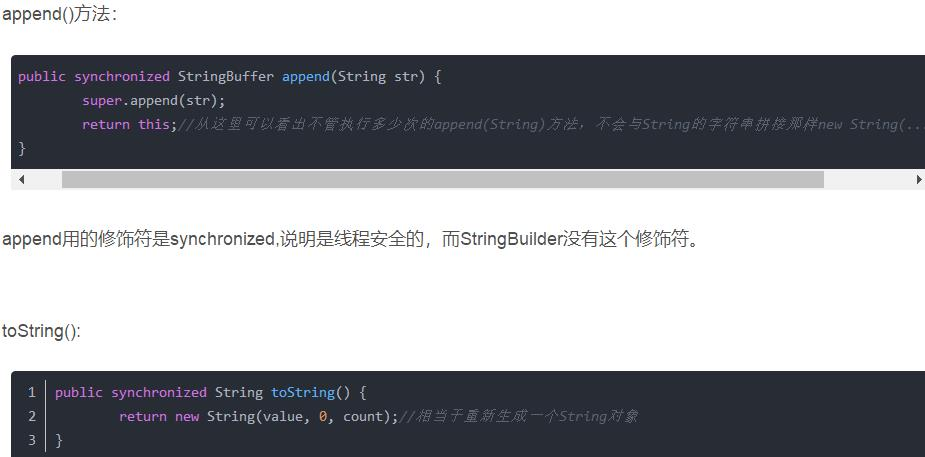 append()方法：
public synchronized StringBuffer append(String str) {
super.append(str);
return this;//从这里可以看出不管执行多少次的append(String)方法，不会与String的字符串拼接那样new String(...
}
append用的修饰符是synchronized,说明是线程安全的，而StringBuilder没有这个修饰符。
toString():
1 public synchronized String toString() {
2 return new String(value, 0, count);//相当于重新生成一个String对象
3 }